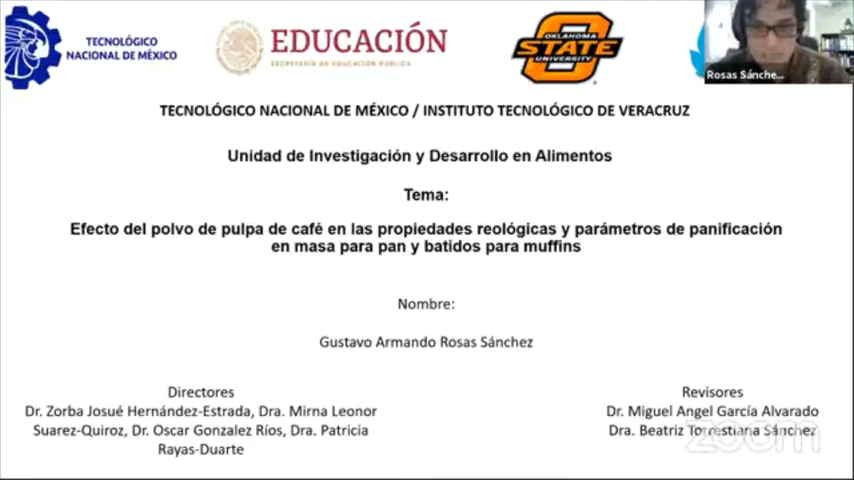 TECNOLÓGICO
NACIONAL DE MÉXICO
EDUCACIÓN
SECRETARÍA DE EDUCACIÓN PÚBLICA
OKLAHOMA
STATE
UNIVERSITY
Rosas Sánche...
TECNOLÓGICO NACIONAL DE MÉXICO / INSTITUTO TECNOLÓGICO DE VERACRUZ
Unidad de Investigación y Desarrollo en Alimentos
Tema:
Efecto del polvo de pulpa de café en las propiedades reológicas y parámetros de panificación
en masa para pan y batidos para muffins
Nombre:
Gustavo Armando Rosas Sánchez
Directores
Dr. Zorba Josué Hernández-Estrada, Dra. Mirna Leonor
Suarez-Quiroz, Dr. Oscar Gonzalez Ríos, Dra. Patricia
Rayas-Duarte
Revisores
Dr. Miguel Angel García Alvarado
Dra. Beatriz Torrestiana Sánchez
zoom